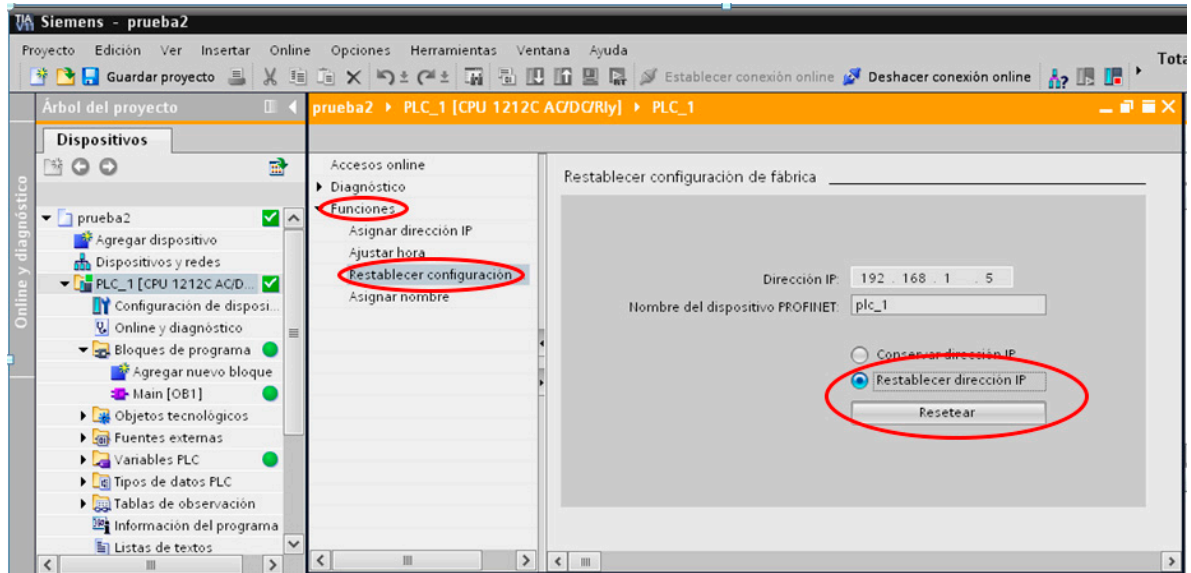 Siemens - prueba2
Proyecto Edición Ver Insertar Online Opciones Herramientas Ventana Ayuda
Guardar proyecto Establecer conexión online Deshacer conexión online
Tota
Árbol del proyecto
prueba2 PLC_1 [CPU 1212C AC/DC/Rly] PLC_1
Dispositivos
Online y diagnóstico
prueba2
Agregar dispositivo
Dispositivos y redes
PLC_1 [CPU 1212C AC/D...
Configuración de disposi...
Online y diagnóstico
Bloques de programa
Agregar nuevo bloque
Main [OB1]
Objetos tecnológicos
Fuentes externas
Variables PLC
Tipos de datos PLC
Tablas de observación
Información del programa
Listas de textos
Accesos online
Diagnóstico
Funciones
Asignar dirección IP
Ajustar hora
Restablecer configuración
Asignar nombre
Restablecer configuración de fábrica
Dirección IP: 192 . 168 . 1 . 5
Nombre del dispositivo PROFINET: plc_1
Conservar dirección IP
Restablecer dirección IP
Resetear